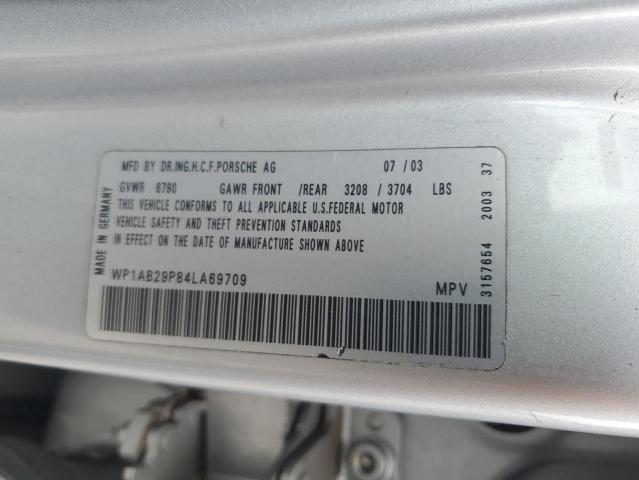 MFD BY DR.ING.H.C.F.PORSCHE AG 07 / 03
GVWR 6790 GAWR FRONT /REAR 3208 / 3704 LBS
THIS VEHICLE CONFORMS TO ALL APPLICABLE U.S.FEDERAL MOTOR
VEHICLE SAFETY AND THEFT PREVENTION STANDARDS
IN EFFECT ON THE DATE OF MANUFACTURE SHOWN ABOVE
WP1AB29P84LA69709 MPV
MADE IN GERMANY
3157654 2003 37